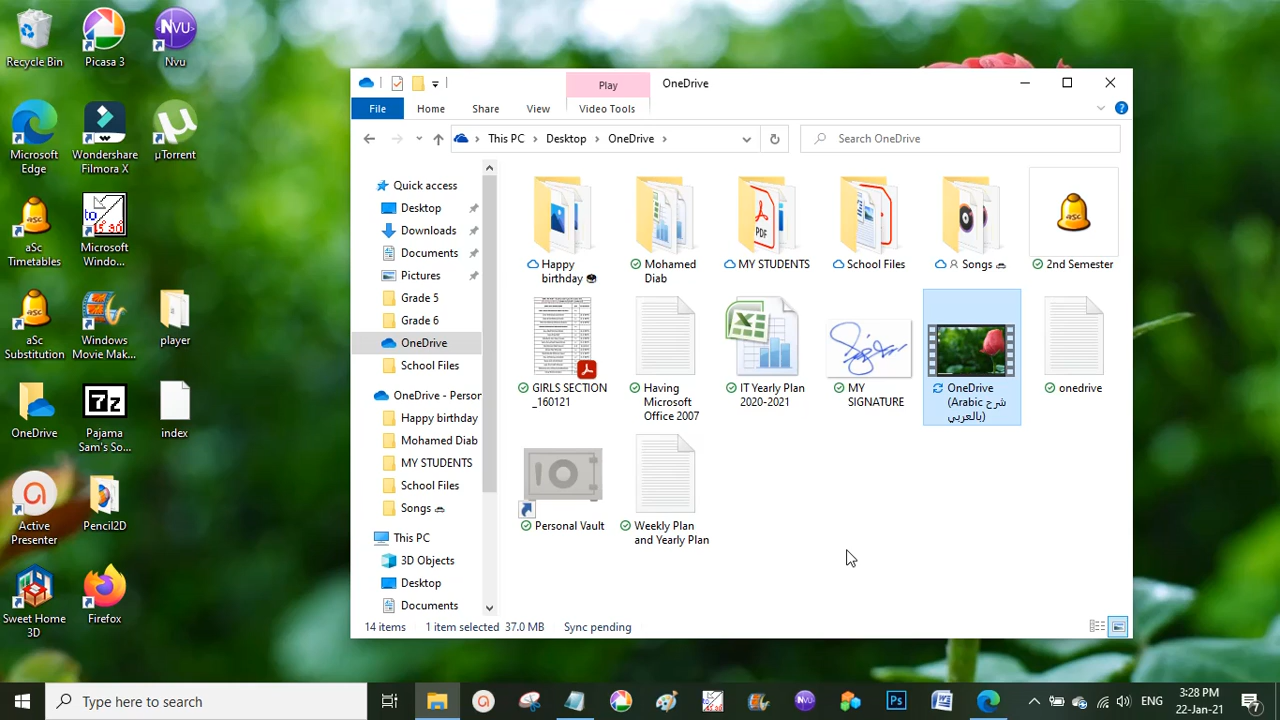 Recycle Bin
Picasa 3
Nvu
Microsoft
Edge
Wondershare
Filmora X
µTorrent
aSc
Timetables
Microsoft
Windo...
aSc
Substitution
Windows
Movie Mak...
player
OneDrive
Pajama
Sam's So...
index
Active
Presenter
Pencil2D
Sweet Home
3D
Firefox
Play
OneDrive
File
Home
Share
View
Video Tools
This PC
Desktop
OneDrive
Search OneDrive
Quick access
Desktop
Downloads
Documents
Pictures
Grade 5
Grade 6
OneDrive
School Files
OneDrive - Person
Happy birthday
Mohamed Diab
MY STUDENTS
School Files
Songs
This PC
3D Objects
Desktop
Documents
Happy
birthday
Mohamed
Diab
MY STUDENTS
School Files
Songs
2nd Semester
GIRLS SECTION
_160121
Having
Microsoft
Office 2007
IT Yearly Plan
2020-2021
MY
SIGNATURE
OneDrive
(Arabic شرح
بالعربي)
onedrive
Personal Vault
Weekly Plan
and Yearly Plan
14 items
1 item selected 37.0 MB
Sync pending
Type here to search
ENG
3:28 PM
22-Jan-21
7